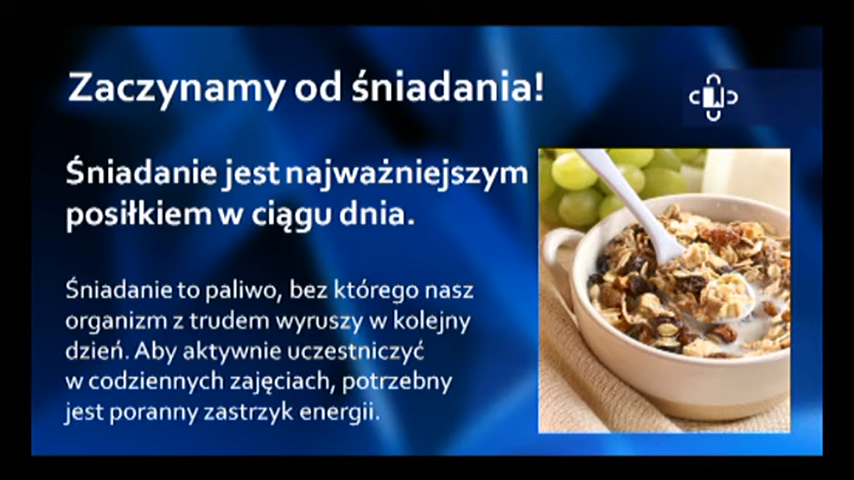 Zaczynamy od śniadania!
Śniadanie jest najważniejszym
posiłkiem w ciągu dnia.
Śniadanie to paliwo, bez którego nasz
organizm z trudem wyruszy w kolejny
dzień. Aby aktywnie uczestniczyć
w codziennych zajęciach, potrzebny
jest poranny zastrzyk energii.